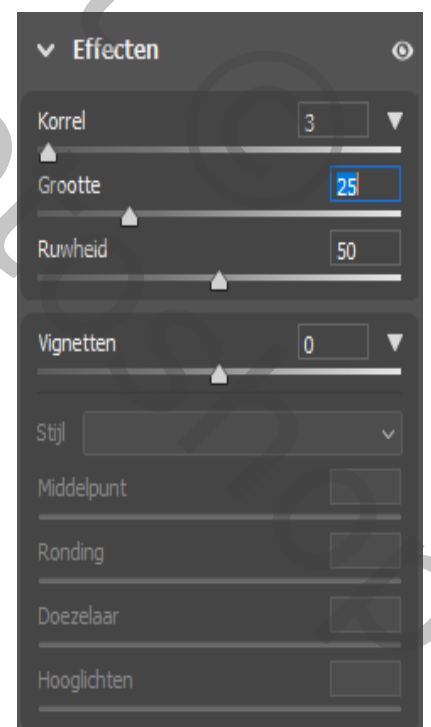 Effecten
Korrel 3
Grootte 25
Ruwheid 50
Vignetten 0
Stijl
Middelpunt
Ronding
Doezelaar
Hooglichten